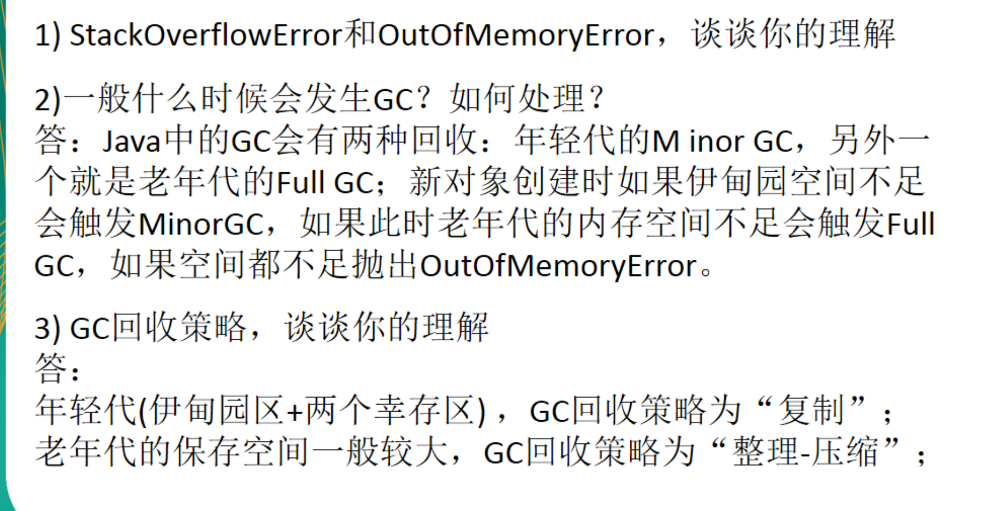 1) StackOverflowError和OutOfMemoryError，谈谈你的理解
2)一般什么时候会发生GC？如何处理？
答：Java中的GC会有两种回收：年轻代的M inor GC，另外一
个就是老年代的Full GC；新对象创建时如果伊甸园空间不足
会触发MinorGC，如果此时老年代的内存空间不足会触发Full
GC，如果空间都不足抛出OutOfMemoryError。
3) GC回收策略，谈谈你的理解
答：
年轻代(伊甸园区+两个幸存区)，GC回收策略为“复制”；
老年代的保存空间一般较大，GC回收策略为“整理-压缩”；